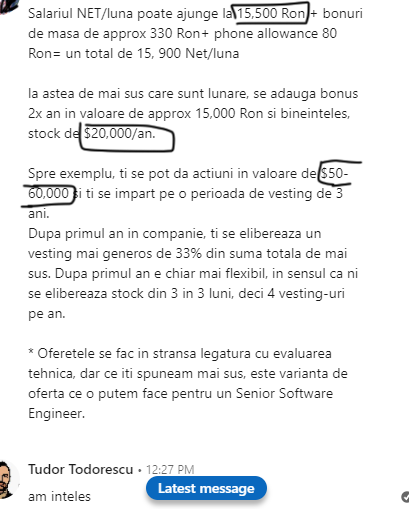 Salariul NET/luna poate ajunge la 15,500 Ron + bonuri
de masa de approx 330 Ron+ phone allowance 80
Ron= un total de 15, 900 Net/luna
la astea de mai sus care sunt lunare, se adauga bonus
2x an in valoare de approx 15,000 Ron si bineinteles,
stock de $20,000/an.
Spre exemplu, ti se pot da actiuni in valoare de $50-
60,000 si ti se impart pe o perioada de vesting de 3
ani.
Dupa primul an in companie, ti se elibereaza un
vesting mai generos de 33% din suma totala de mai
sus. Dupa primul an e chiar mai flexibil, in sensul ca ni
se elibereaza stock din 3 in 3 luni, deci 4 vesting-uri
pe an.
* Oferetele se fac in stransa legatura cu evaluarea
tehnica, dar ce iti spuneam mai sus, este varianta de
oferta ce o putem face pentru un Senior Software
Engineer.
Tudor Todorescu • 12:27 PM
am inteles
Latest message